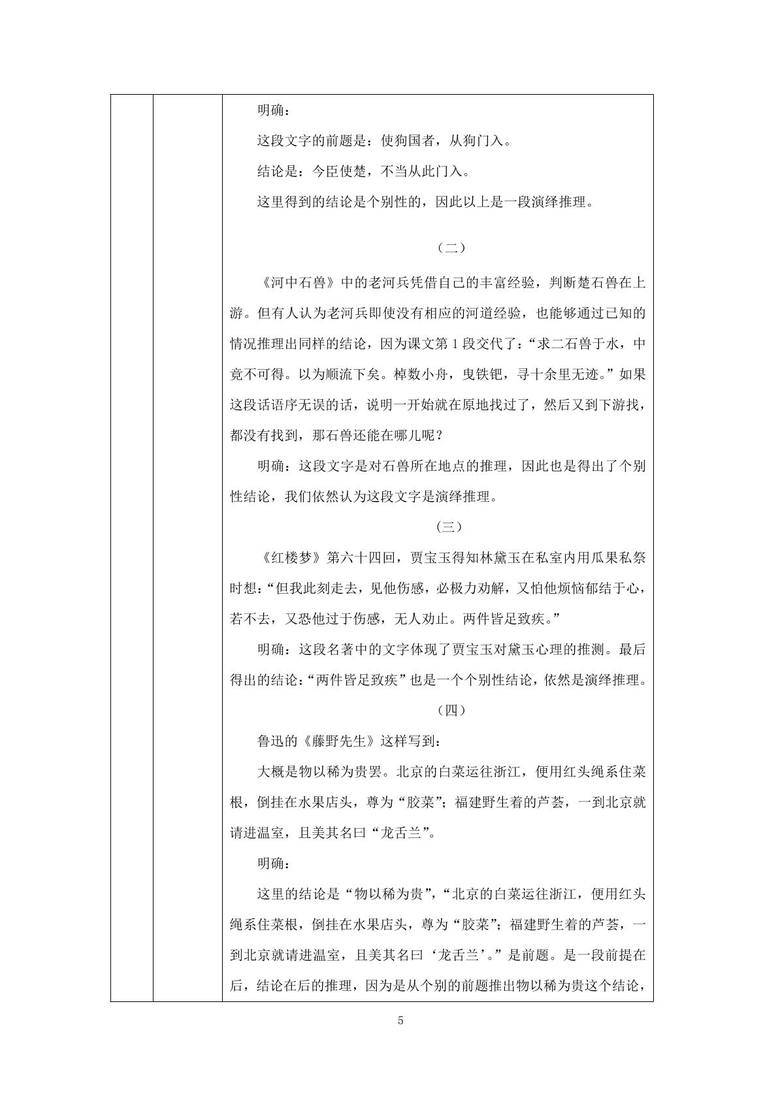 明确：
这段文字的前题是：使狗国者，从狗门入。
结论是：今臣使楚，不当从此门入。
这里得到的结论是个别性的，因此以上是一段演绎推理。
（二）
《河中石兽》中的老河兵凭借自己的丰富经验，判断楚石兽在上
游。但有人认为老河兵即使没有相应的河道经验，也能够通过已知的
情况推理出同样的结论，因为课文第 1 段交代了：“求二石兽于水，中
竟不可得。以为顺流下矣。棹数小舟，曳铁钯，寻十余里无迹。”如果
这段话语序无误的话，说明一开始就在原地找过了，然后又到下游找，
都没有找到，那石兽还能在哪儿呢？
明确：这段文字是对石兽所在地点的推理，因此也是得出了个别
性结论，我们依然认为这段文字是演绎推理。
（三）
《红楼梦》第六十四回，贾宝玉得知林黛玉在私室内用瓜果私祭
时想：“但我此刻走去，见他伤感，必极力劝解，又怕他烦恼郁结于心，
若不去，又恐他过于伤感，无人劝止。两件皆足致疾。”
明确：这段名著中的文字体现了贾宝玉对黛玉心理的推测。最后
得出的结论：“两件皆足致疾”也是一个个别性结论，依然是演绎推理。
（四）
鲁迅的《藤野先生》这样写到：
大概是物以稀为贵罢。北京的白菜运往浙江，便用红头绳系住菜
根，倒挂在水果店头，尊为“胶菜”；福建野生着的芦荟，一到北京就
请进温室，且美其名曰“龙舌兰”。
明确：
这里的结论是“物以稀为贵”，“北京的白菜运往浙江，便用红头
绳系住菜根，倒挂在水果店头，尊为“胶菜”；福建野生着的芦荟，一
到北京就请进温室，且美其名曰‘龙舌兰’。”是前题。是一段前提在
后，结论在后的推理，因为是从个别的前题推出物以稀为贵这个结论，
5